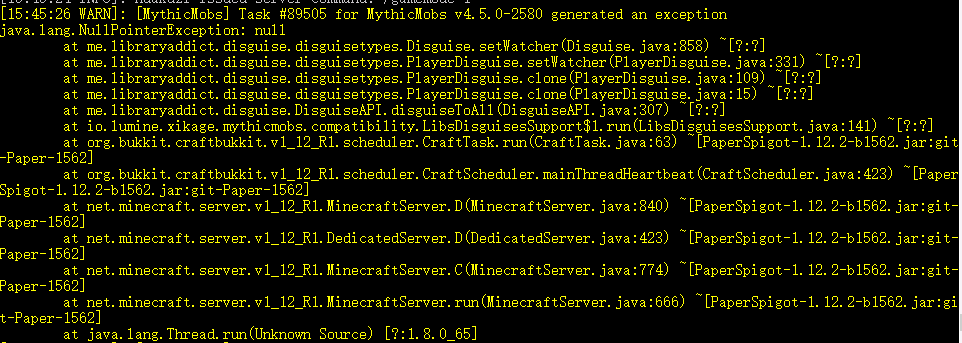 [15:45:26 WARN]: [MythicMobs] Task #89505 for MythicMobs v4.5.0-2580 generated an exception
java.lang.NullPointerException: null
at me.libraryaddict.disguise.disguisetypes.Disguise.setWatcher(Disguise.java:858) ~[?:?]
at me.libraryaddict.disguise.disguisetypes.PlayerDisguise.setWatcher(PlayerDisguise.java:331) ~[?:?]
at me.libraryaddict.disguise.disguisetypes.PlayerDisguise.clone(PlayerDisguise.java:109) ~[?:?]
at me.libraryaddict.disguise.disguisetypes.PlayerDisguise.clone(PlayerDisguise.java:15) ~[?:?]
at me.libraryaddict.disguise.DisguiseAPI.disguiseToAll(DisguiseAPI.java:307) ~[?:?]
at io.lumine.xikage.mythicmobs.compatibility.LibsDisguisesSupport$1.run(LibsDisguisesSupport.java:141) ~[?:?]
at org.bukkit.craftbukkit.v1_12_R1.scheduler.CraftTask.run(CraftTask.java:63) ~[PaperSpigot-1.12.2-b1562.jar:git
-Paper-1562]
at org.bukkit.craftbukkit.v1_12_R1.scheduler.CraftScheduler.mainThreadHeartbeat(CraftScheduler.java:423) ~[Paper
Spigot-1.12.2-b1562.jar:git-Paper-1562]
at net.minecraft.server.v1_12_R1.MinecraftServer.D(MinecraftServer.java:840) ~[PaperSpigot-1.12.2-b1562.jar:git-
Paper-1562]
at net.minecraft.server.v1_12_R1.DedicatedServer.D(DedicatedServer.java:423) ~[PaperSpigot-1.12.2-b1562.jar:git-
Paper-1562]
at net.minecraft.server.v1_12_R1.MinecraftServer.C(MinecraftServer.java:774) ~[PaperSpigot-1.12.2-b1562.jar:git-
Paper-1562]
at net.minecraft.server.v1_12_R1.MinecraftServer.run(MinecraftServer.java:666) ~[PaperSpigot-1.12.2-b1562.jar:gi
t-Paper-1562]
at java.lang.Thread.run(Unknown Source) [?:1.8.0_65]